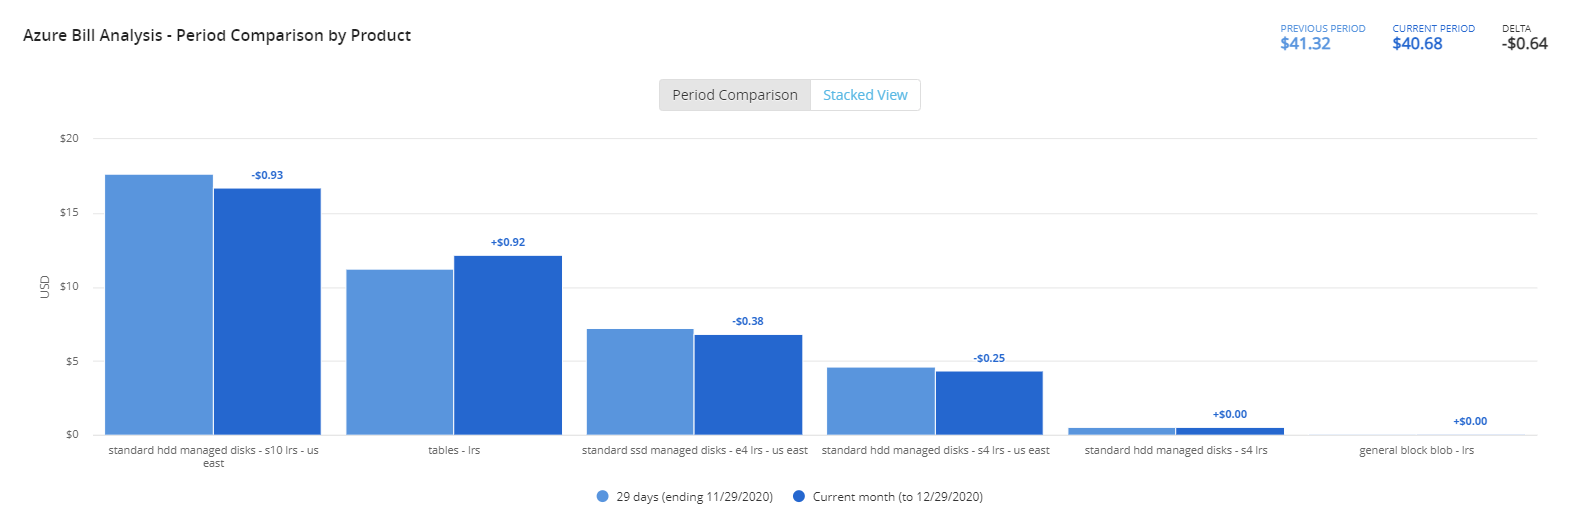 Azure Bill Analysis - Period Comparison by Product
PREVIOUS PERIOD
$41.32
CURRENT PERIOD
$40.68
DELTA
-$0.64
Period Comparison
Stacked View
USD
$20
$15
$10
$5
$0
-$0.93
+$0.92
-$0.38
-$0.25
+$0.00
+$0.00
standard hdd managed disks - s10 lrs - us
east
tables - lrs
standard ssd managed disks - e4 lrs - us east
standard hdd managed disks - s4 lrs - us east
standard hdd managed disks - s4 lrs
general block blob - lrs
29 days (ending 11/29/2020)
Current month (to 12/29/2020)